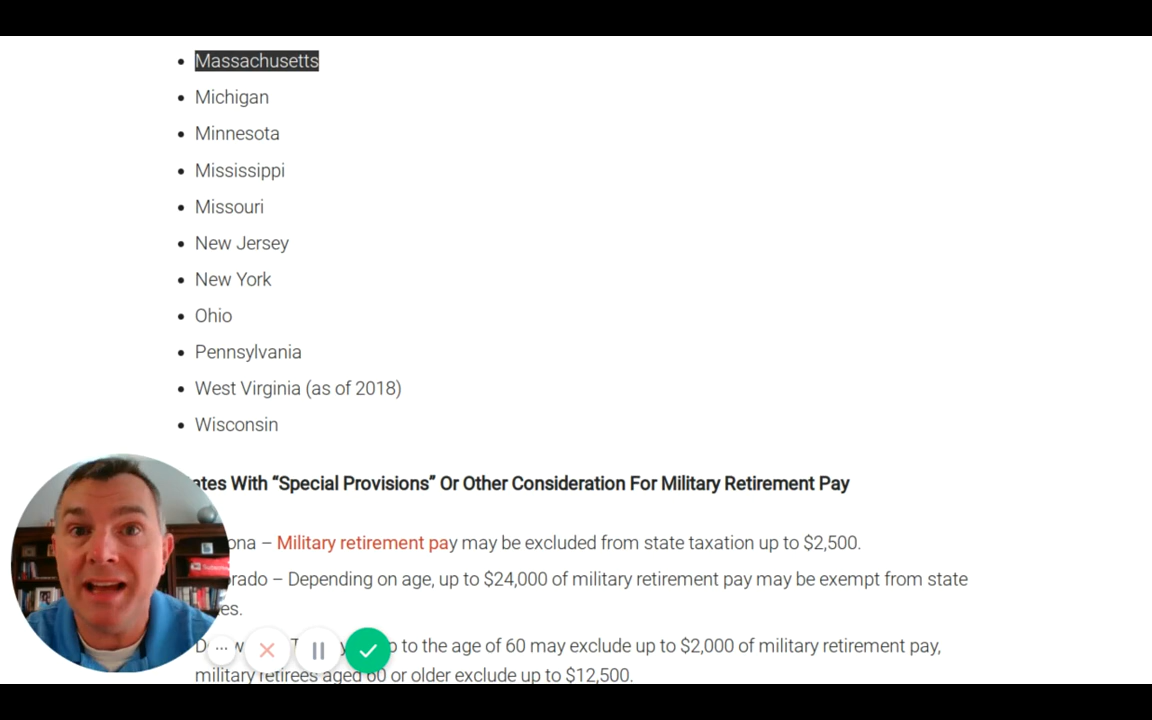 Massachusetts
Michigan
Minnesota
Mississippi
Missouri
New Jersey
New York
Ohio
Pennsylvania
West Virginia (as of 2018)
Wisconsin
With “Special Provisions” Or Other Consideration For Military Retirement Pay
– Military retirement pay may be excluded from state taxation up to $2,500.
– Depending on age, up to $24,000 of military retirement pay may be exempt from state
to the age of 60 may exclude up to $2,000 of military retirement pay,
military retirees aged 60 or older exclude up to $12,500.